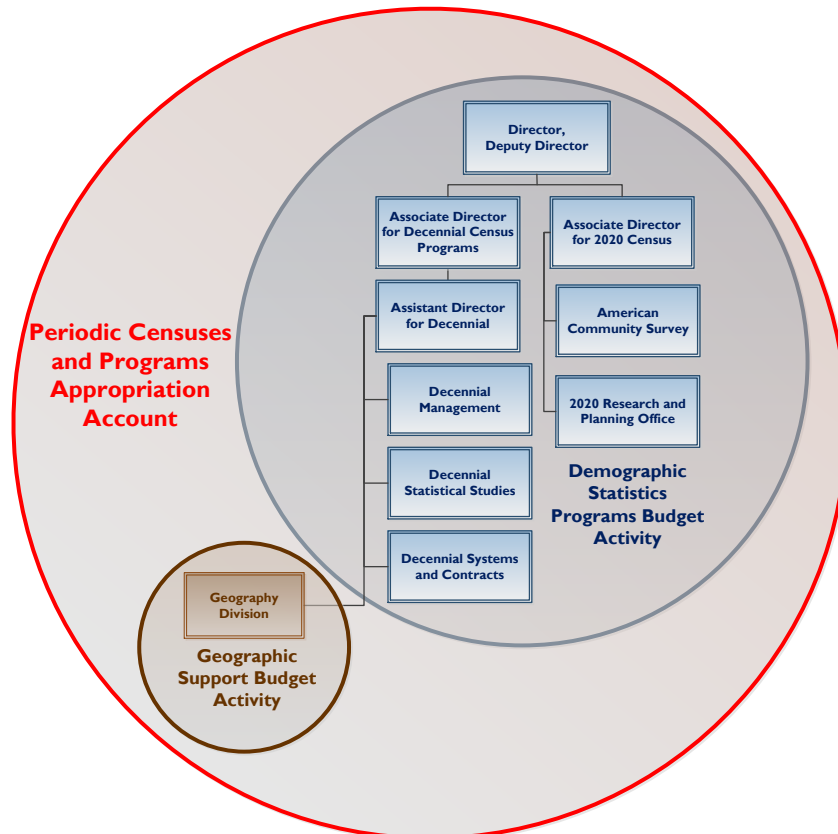 Director,
Deputy Director
Associate Director
for Decennial Census
Programs
Associate Director
for 2020 Census
Assistant Director
for Decennial
American
Community Survey
Periodic Censuses
and Programs
Appropriation
Account
Decennial
Management
2020 Research and
Planning Office
Decennial
Statistical Studies
Demographic
Statistics
Programs Budget
Activity
Decennial Systems
and Contracts
Geography
Division
Geographic
Support Budget
Activity